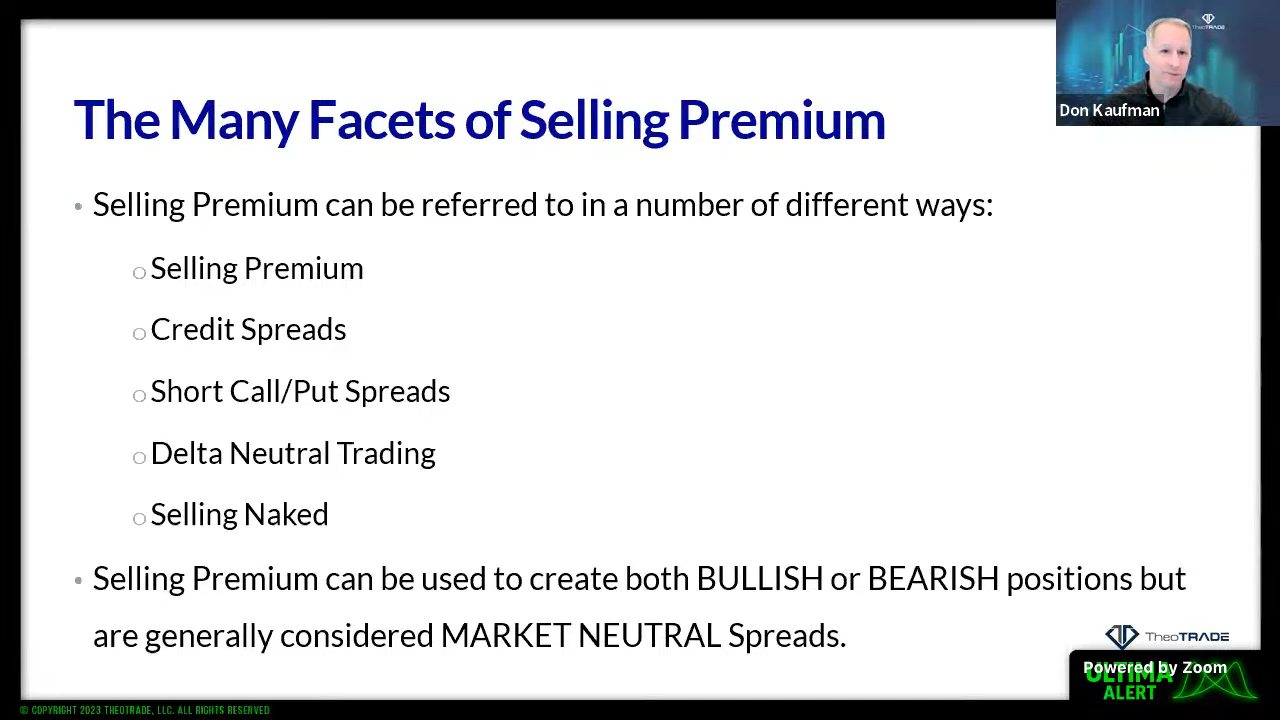 TheoTRADE
Don Kaufman
The Many Facets of Selling Premium
• Selling Premium can be referred to in a number of different ways:
o Selling Premium
o Credit Spreads
o Short Call/Put Spreads
o Delta Neutral Trading
o Selling Naked
• Selling Premium can be used to create both BULLISH or BEARISH positions but
are generally considered MARKET NEUTRAL Spreads.
TheoTRADE
Powered by Zoom
ULTIMA
ALERT
© COPYRIGHT 2023 THEOTRADE, LLC. ALL RIGHTS RESERVED